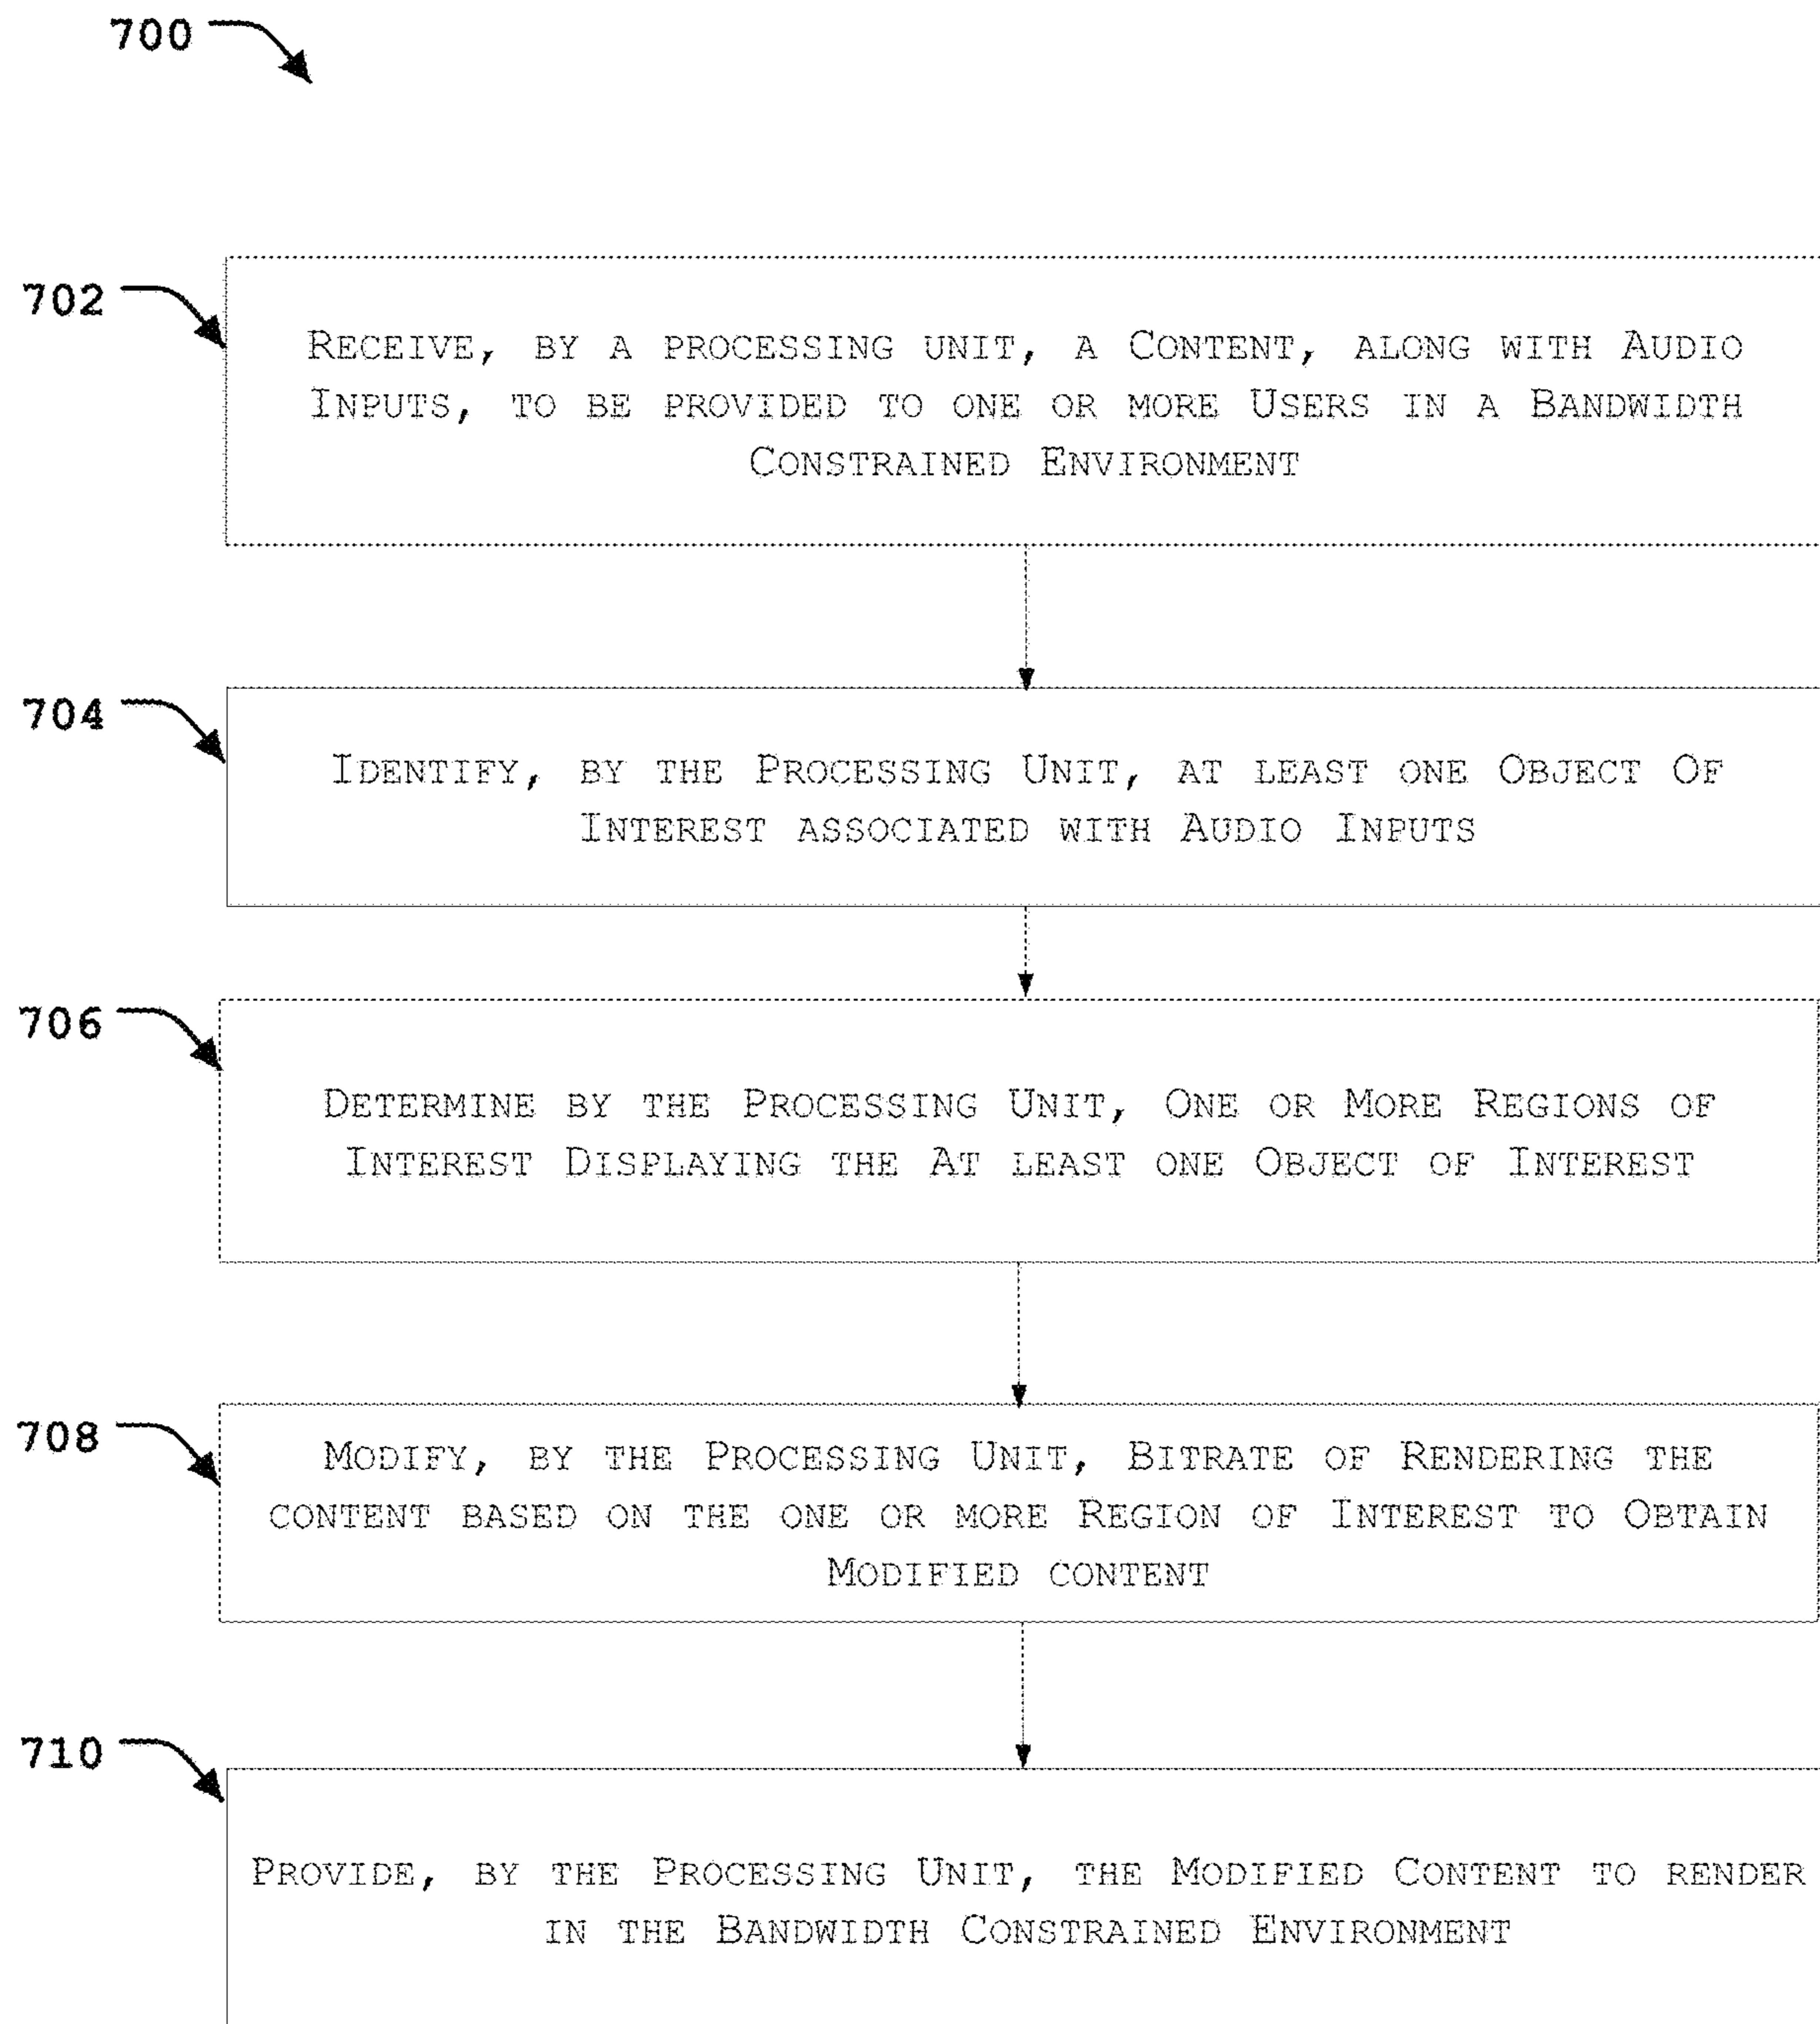 700
702
RECEIVE, BY A PROCESSING UNIT, A CONTENT, ALONG WITH AUDIO
INPUTS, TO BE PROVIDED TO ONE OR MORE USERS IN A BANDWIDTH
CONSTRAINED ENVIRONMENT
704
IDENTIFY, BY THE PROCESSING UNIT, AT LEAST ONE OBJECT OF
INTEREST ASSOCIATED WITH AUDIO INPUTS
706
DETERMINE BY THE PROCESSING UNIT, ONE OR MORE REGIONS OF
INTEREST DISPLAYING THE AT LEAST ONE OBJECT OF INTEREST
708
MODIFY, BY THE PROCESSING UNIT, BITRATE OF RENDERING THE
CONTENT BASED ON THE ONE OR MORE REGION OF INTEREST TO OBTAIN
MODIFIED CONTENT
710
PROVIDE, BY THE PROCESSING UNIT, THE MODIFIED CONTENT TO RENDER
IN THE BANDWIDTH CONSTRAINED ENVIRONMENT